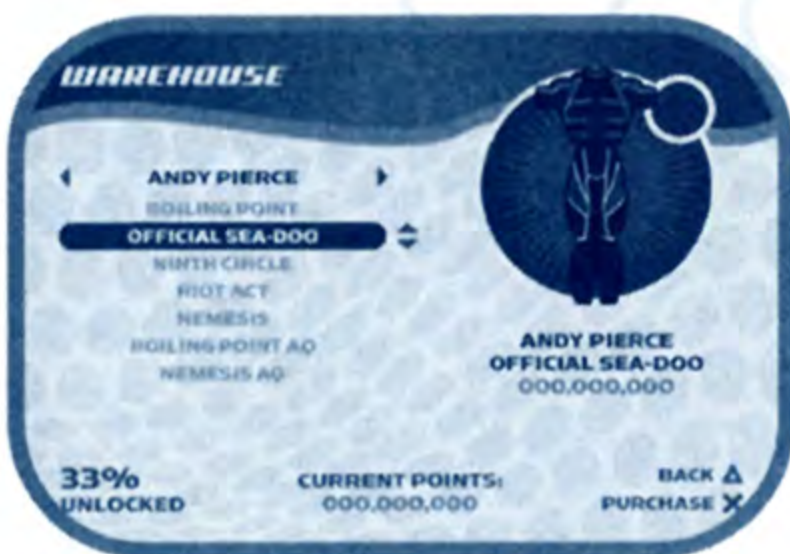 WAREHOUSE
ANDY PIERCE
BOILING POINT
OFFICIAL SEA-DOO
NINTH CIRCLE
RIOT ACT
NEMESIS
BOILING POINT AQ
NEMESIS AQ
ANDY PIERCE
OFFICIAL SEA-DOO
000,000,000
33%
UNLOCKED
CURRENT POINTS:
000,000,000
BACK △
PURCHASE X